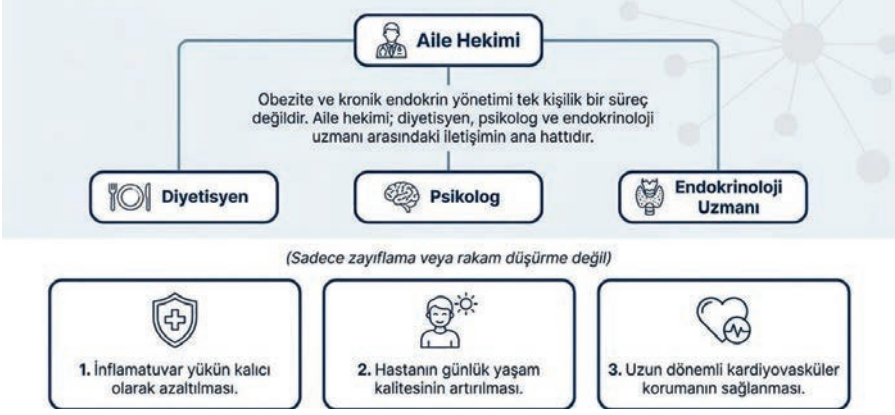 Aile Hekimi
Obezite ve kronik endokrin yönetimi tek kişilik bir süreç
değildir. Aile hekimi; diyetisyen, psikolog ve endokrinoloji
uzmanı arasındaki iletişimin ana hattıdır.
Diyetisyen
Psikolog
Endokrinoloji
Uzmanı
(Sadece zayıflama veya rakam düşürme değil)
1. İnflamatuvar yükün kalıcı
olarak azaltılması.
2. Hastanın günlük yaşam
kalitesinin artırılması.
3. Uzun dönemli kardiyovasküler
korumanın sağlanması.